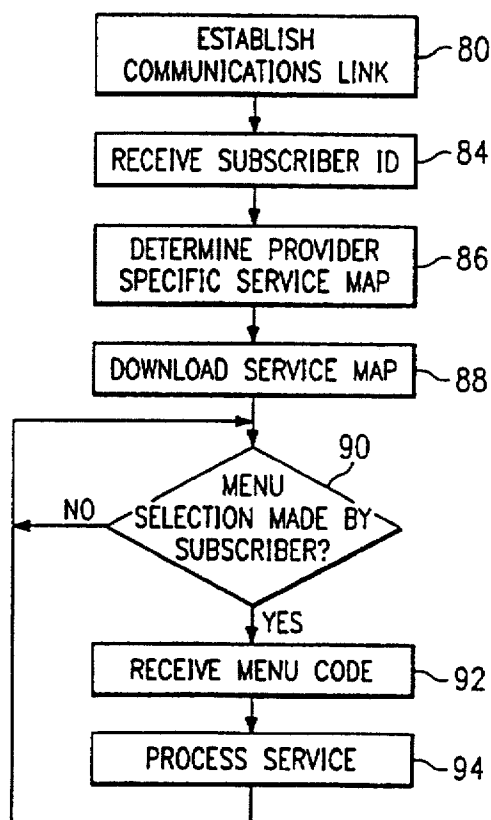 ESTABLISH
COMMUNICATIONS LINK
80
RECEIVE SUBSCRIBER ID
84
DETERMINE PROVIDER
SPECIFIC SERVICE MAP
86
DOWNLOAD SERVICE MAP
88
90
MENU
SELECTION MADE BY
SUBSCRIBER?
NO
YES
RECEIVE MENU CODE
92
PROCESS SERVICE
94